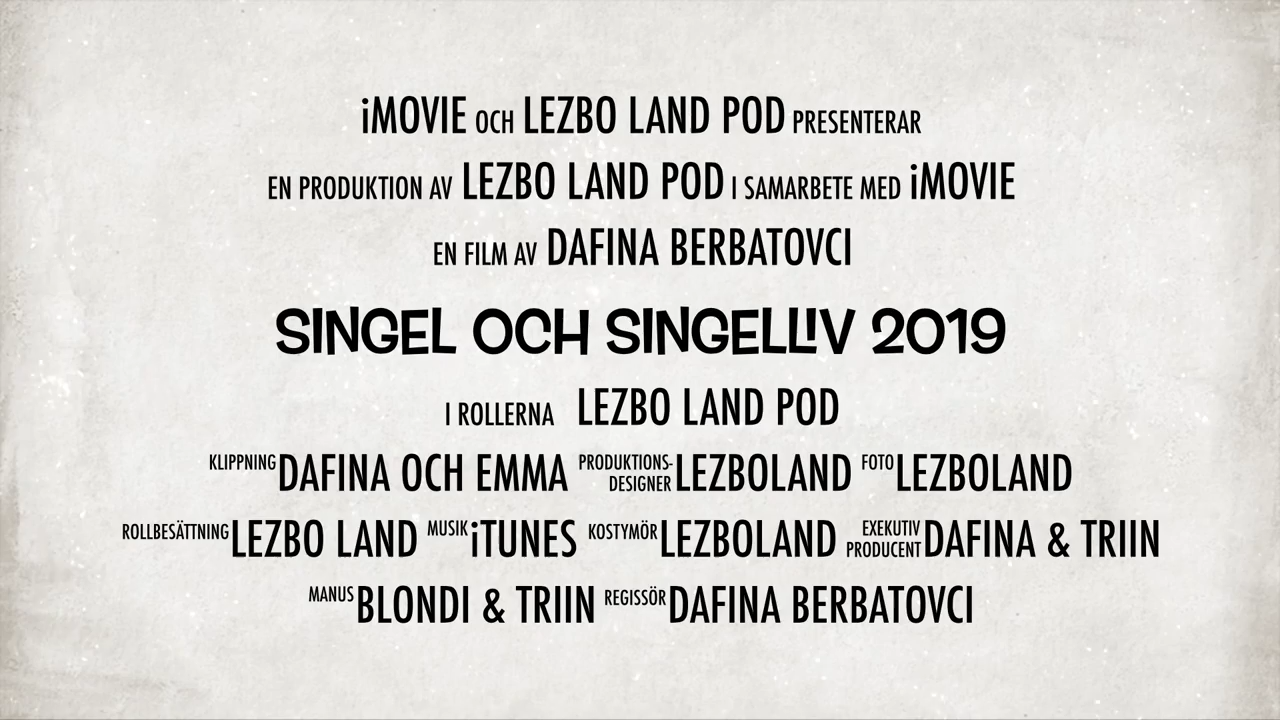 iMOVIE OCH LEZBO LAND POD PRESENTERAR
EN PRODUKTION AV LEZBO LAND POD I SAMARBETE MED iMOVIE
EN FILM AV DAFINA BERBATOVCI
SINGEL OCH SINGELLIV 2019
I ROLLERNA LEZBO LAND POD
KLIPPNING DAFINA OCH EMMA PRODUKTIONS-DESIGNER LEZBOLAND FOTO LEZBOLAND
ROLLBESÄTTNING LEZBO LAND MUSIK iTUNES KOSTYMÖR LEZBOLAND EXEKUTIV PRODUCENT DAFINA & TRIIN
MANUS BLONDI & TRIIN REGISSÖR DAFINA BERBATOVCI